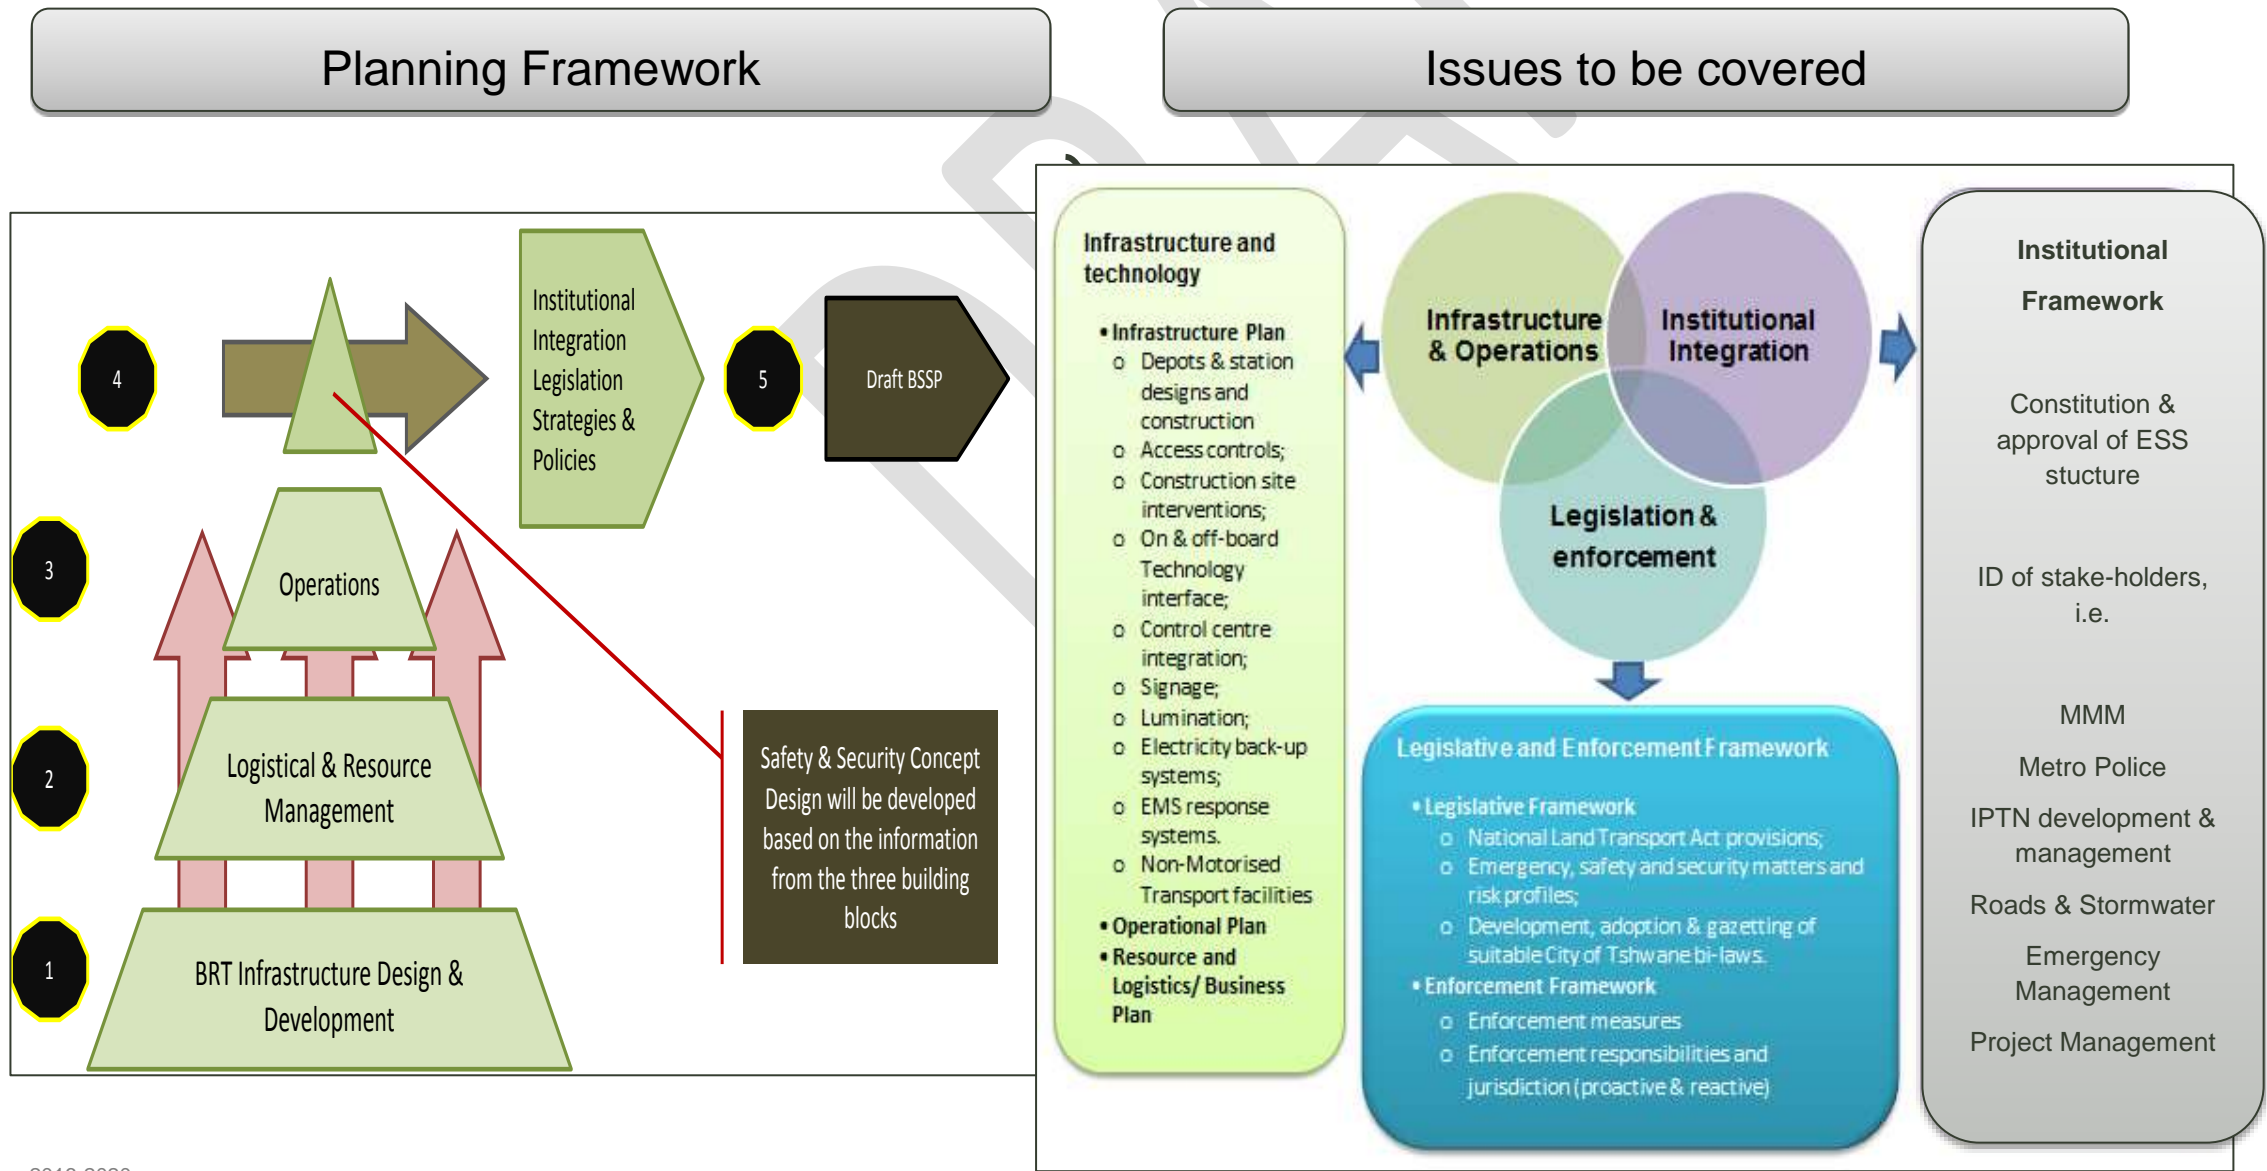 Planning Framework
Issues to be covered
4
Institutional
Integration
Legislation
Strategies &
Policies
5
Draft BSSP
3
Operations
2
Logistical & Resource
Management
1
BRT Infrastructure Design &
Development
Safety & Security Concept
Design will be developed
based on the information
from the three building
blocks
Infrastructure and
technology
• Infrastructure Plan
o Depots & station
designs and
construction
o Access controls;
o Construction site
interventions;
o On & off-board
Technology
interface;
o Control centre
integration;
o Signage;
o Lumination;
o Electricity back-up
systems;
o EMS response
systems.
o Non-Motorised
Transport facilities
• Operational Plan
• Resource and
Logistics/ Business
Plan
Infrastructure
& Operations
Institutional
Integration
Legislation &
enforcement
Legislative and Enforcement Framework
• Legislative Framework
o National Land Transport Act provisions;
o Emergency, safety and security matters and
risk profiles;
o Development, adoption & gazetting of
suitable City of Tshwane bi-laws.
• Enforcement Framework
o Enforcement measures
o Enforcement responsibilities and
jurisdiction (proactive & reactive)
Institutional
Framework
Constitution &
approval of ESS
stucture
ID of stake-holders,
i.e.
MMM
Metro Police
IPTN development &
management
Roads & Stormwater
Emergency
Management
Project Management